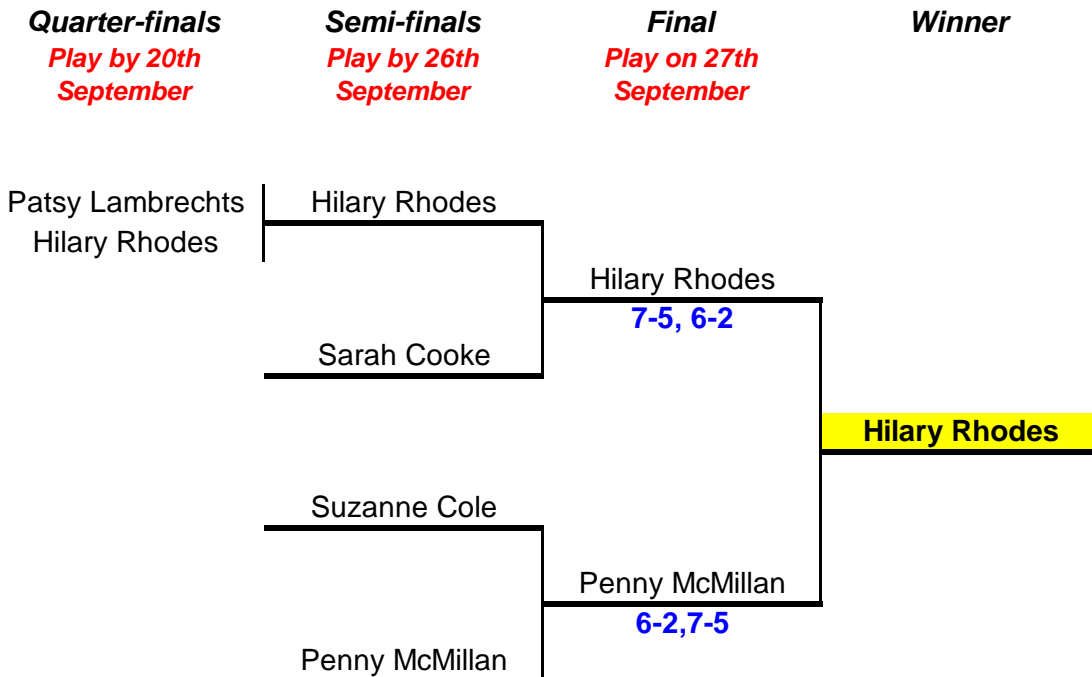 Quarter-finals Semi-finals Final Winner
Play by 20th Play by 26th Play on 27th
September September September
Patsy Lambrechts Hilary Rhodes
Hilary Rhodes
Hilary Rhodes
7-5, 6-2
Sarah Cooke
Hilary Rhodes
Suzanne Cole
Penny McMillan
6-2,7-5
Penny McMillan